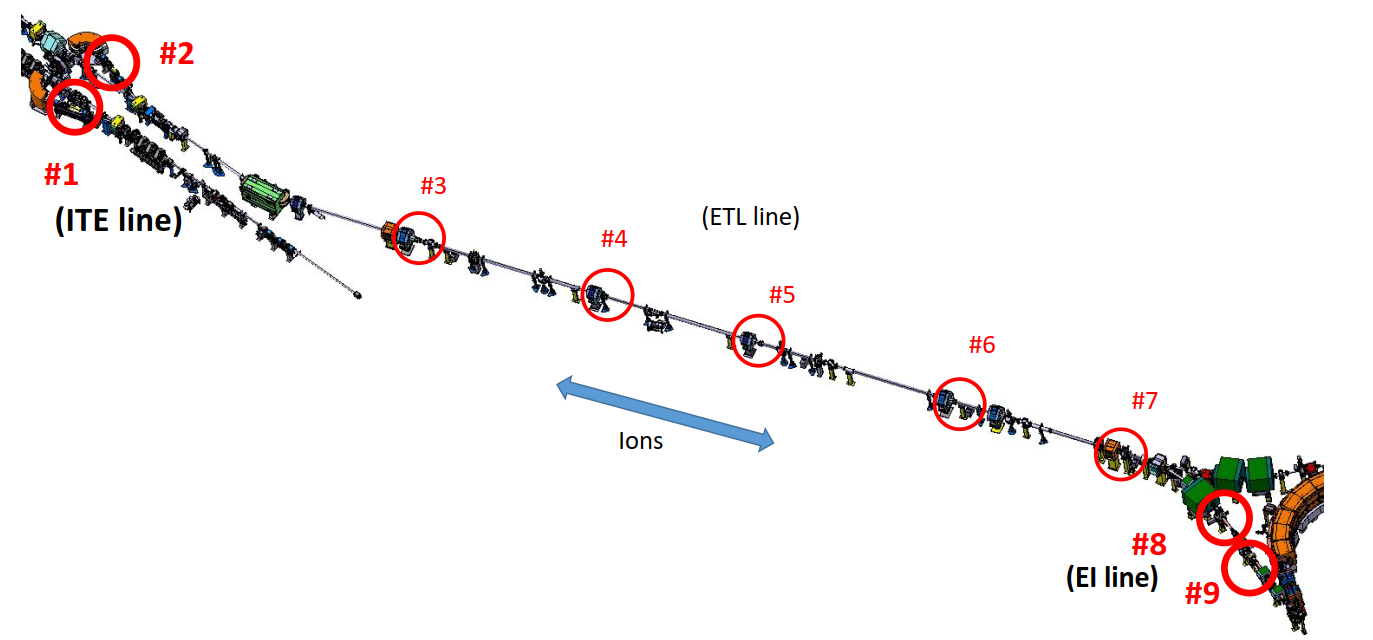 #2
#1
(ITE line)
#3
(ETL line)
#4
#5
#6
Ions
#7
#8
(EI line)
#9